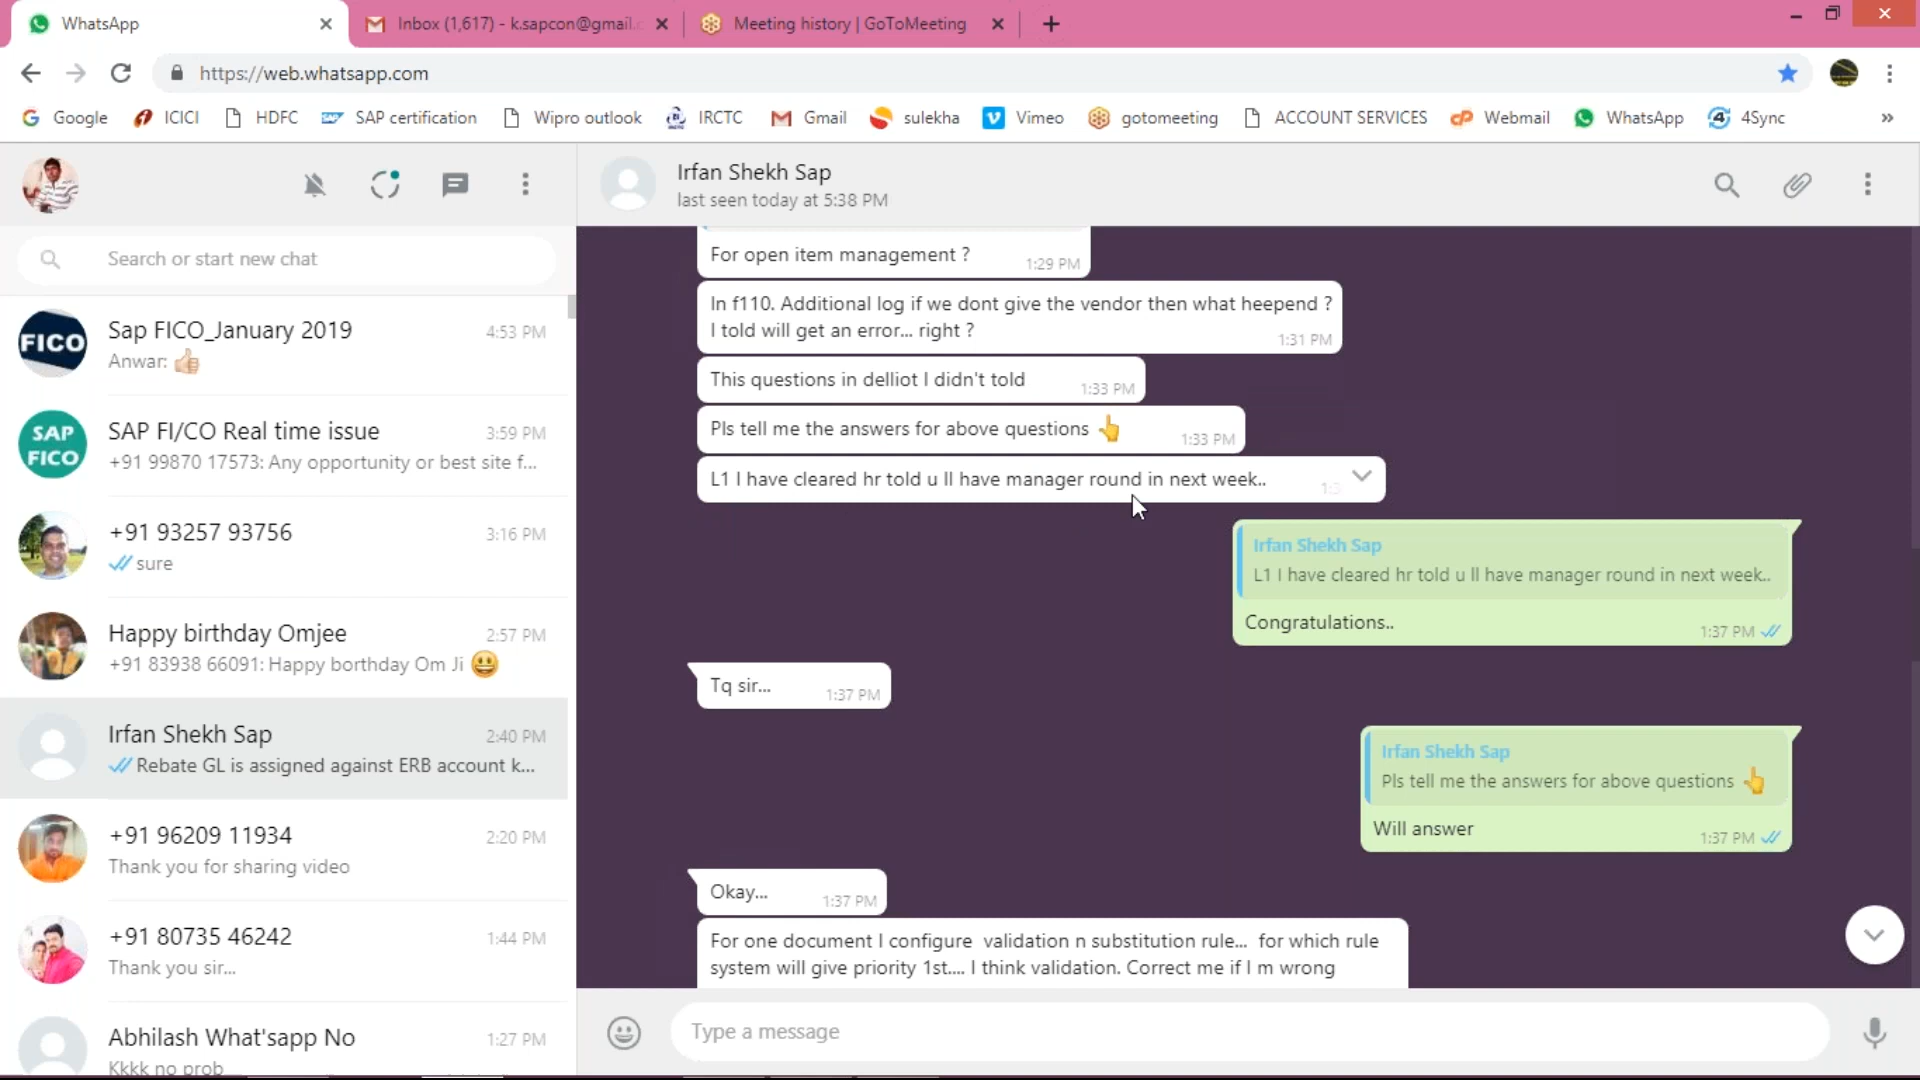 WhatsApp
Inbox (1,617) - k.sapcon@gmail.c
Meeting history | GoToMeeting
https://web.whatsapp.com
Google
ICICI
HDFC
SAP certification
Wipro outlook
IRCTC
Gmail
sulekha
Vimeo
gotomeeting
ACCOUNT SERVICES
Webmail
WhatsApp
4Sync
Search or start new chat
FICO
Sap FICO_January 2019
4:53 PM
Anwar: 👍🏻
SAP
FICO
SAP FI/CO Real time issue
3:59 PM
+91 99870 17573: Any opportunity or best site f...
+91 93257 93756
3:16 PM
sure
Happy birthday Omjee
2:57 PM
+91 83938 66091: Happy borthday Om Ji 😃
Irfan Shekh Sap
2:40 PM
Rebate GL is assigned against ERB account k...
+91 96209 11934
2:20 PM
Thank you for sharing video
+91 80735 46242
1:44 PM
Thank you sir...
Abhilash What'sapp No
1:27 PM
Kkkk no prob
Irfan Shekh Sap
last seen today at 5:38 PM
For open item management ?
1:29 PM
In f110. Additional log if we dont give the vendor then what heepend ?
I told will get an error... right ?
1:31 PM
This questions in delliot I didn't told
1:33 PM
Pls tell me the answers for above questions 👆
1:33 PM
L1 I have cleared hr told u ll have manager round in next week..
Irfan Shekh Sap
L1 I have cleared hr told u ll have manager round in next week..
Congratulations..
1:37 PM
Tq sir...
1:37 PM
Irfan Shekh Sap
Pls tell me the answers for above questions 👆
Will answer
1:37 PM
Okay...
1:37 PM
For one document I configure  validation n substitution rule...  for which rule
system will give priority 1st.... I think validation. Correct me if I m wrong
Type a message